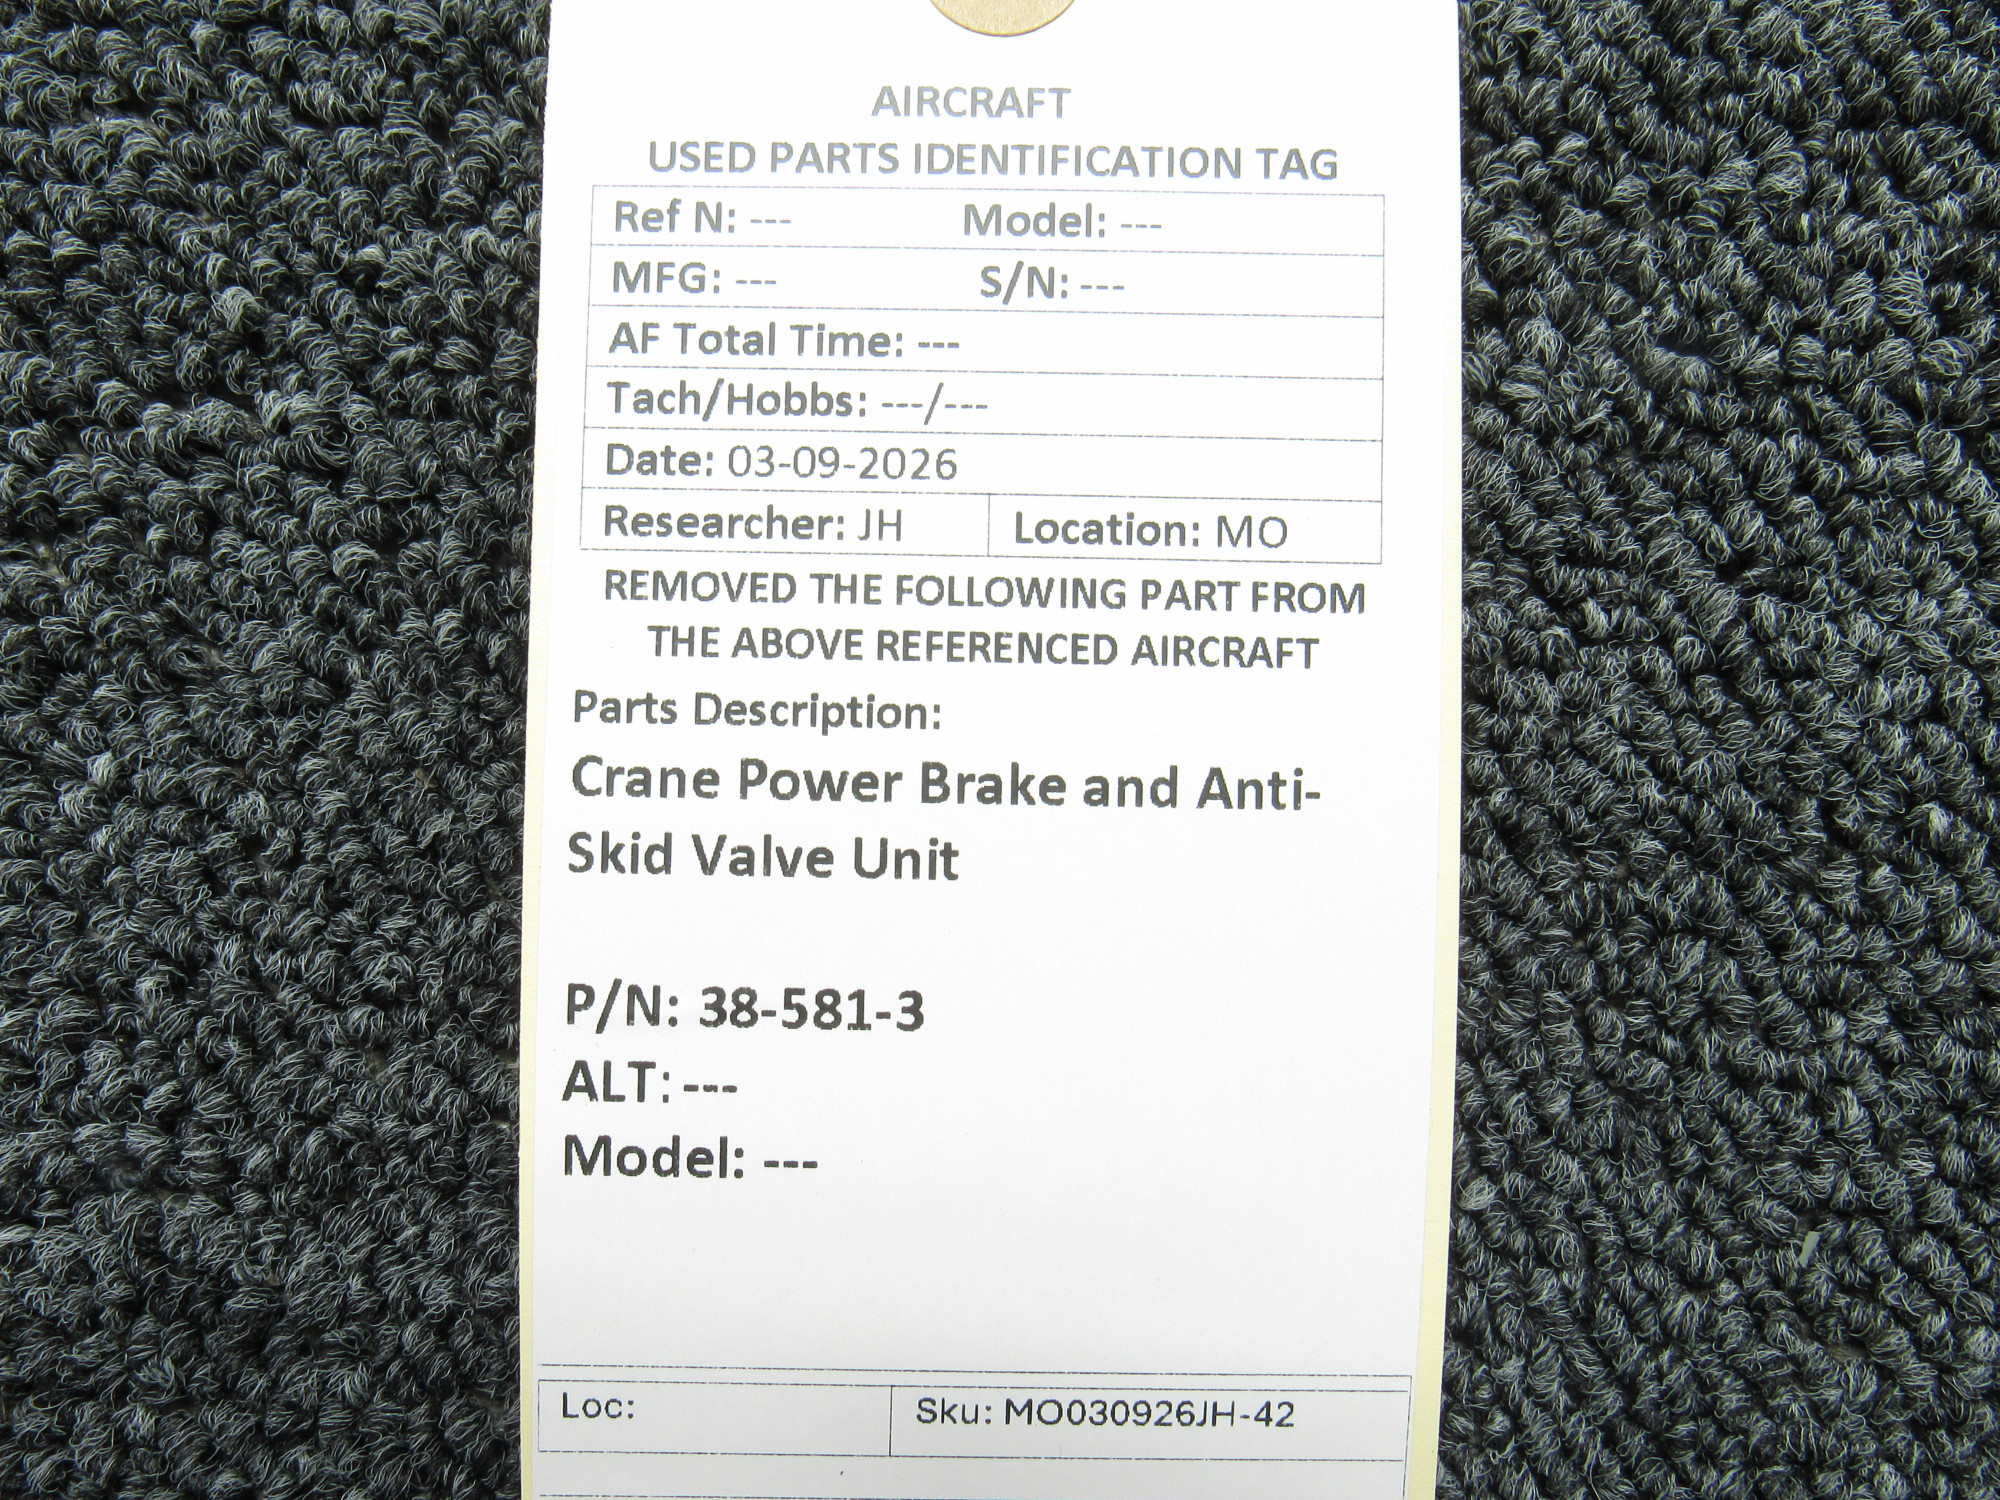 AIRCRAFT
USED PARTS IDENTIFICATION TAG
Ref N: --- Model: ---
MFG: --- S/N: ---
AF Total Time: ---
Tach/Hobbs: ---/---
Date: 03-09-2026
Researcher: JH Location: MO
REMOVED THE FOLLOWING PART FROM
THE ABOVE REFERENCED AIRCRAFT
Parts Description:
Crane Power Brake and Anti-
Skid Valve Unit
P/N: 38-581-3
ALT: ---
Model: ---
Loc: Sku: MO030926JH-42